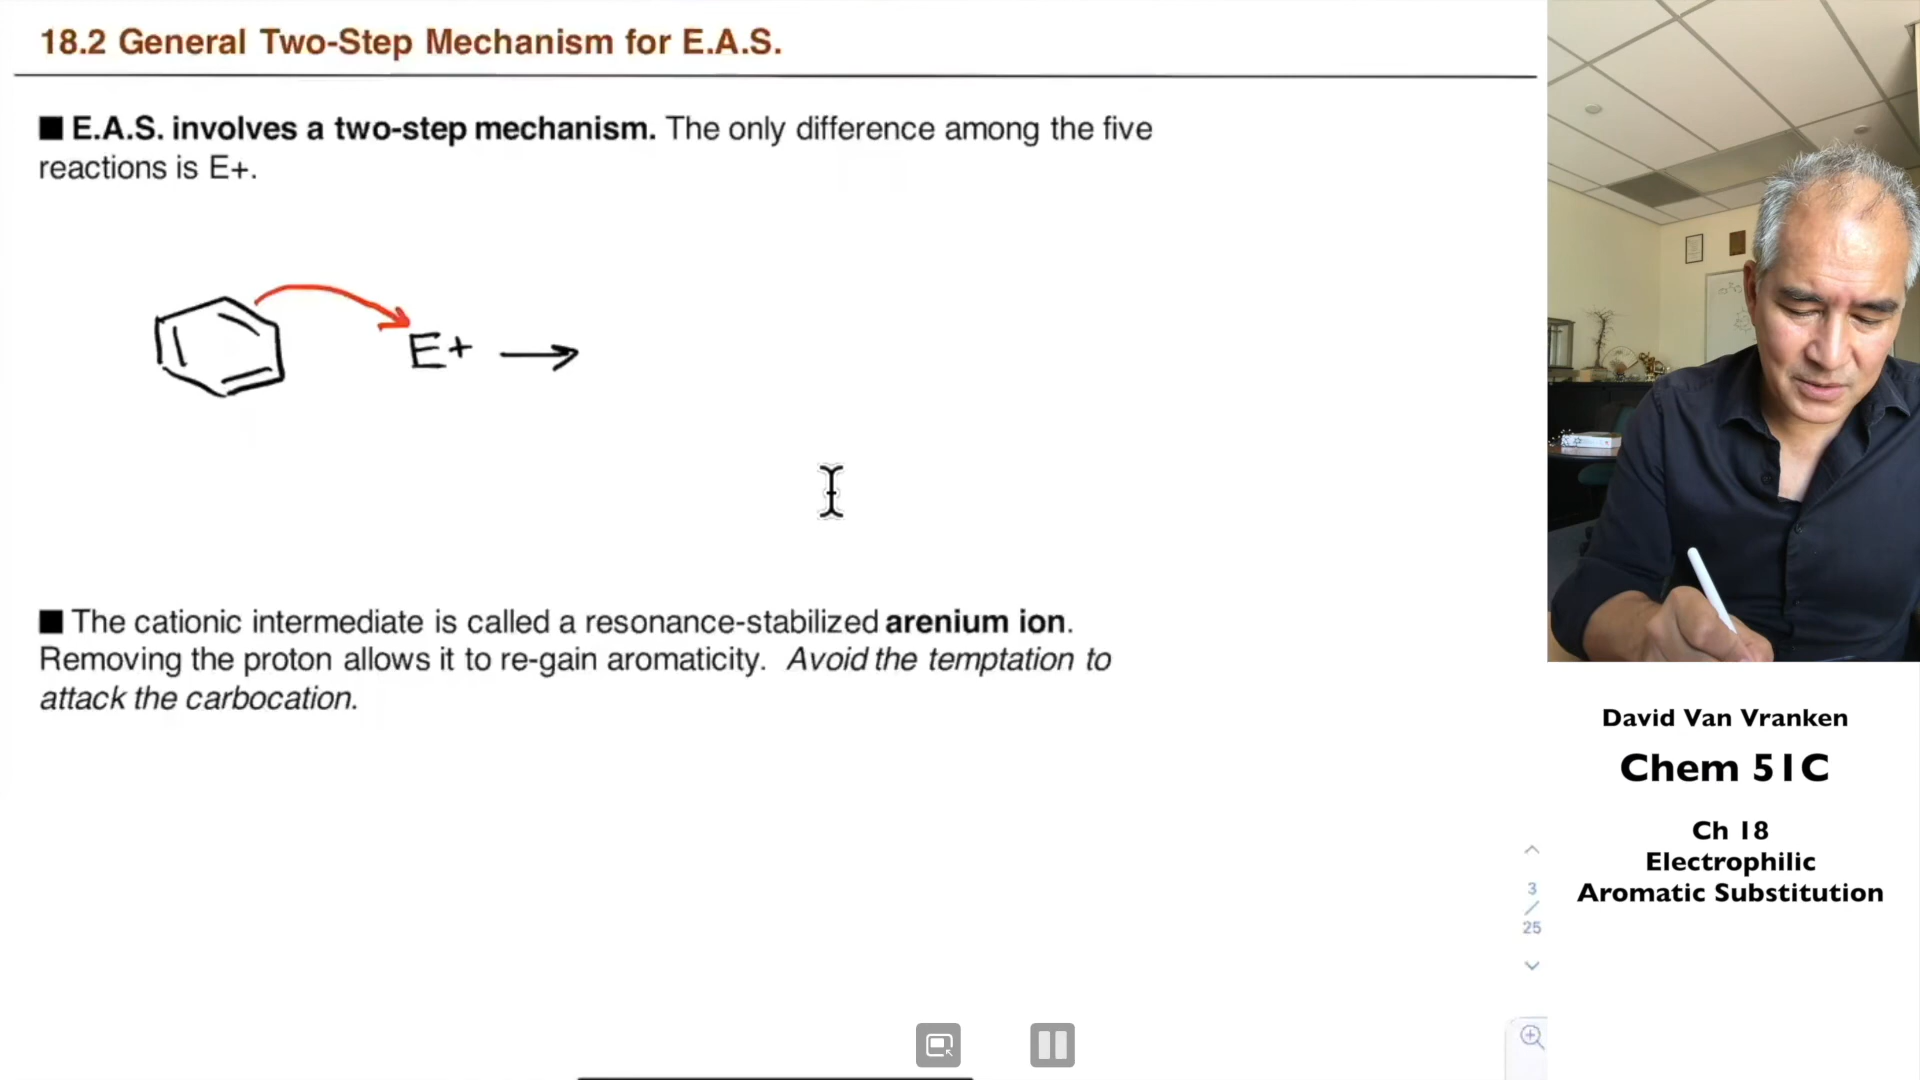 18.2 General Two-Step Mechanism for E.A.S.
■ E.A.S. involves a two-step mechanism. The only difference among the five
reactions is E+.
E+ →
■ The cationic intermediate is called a resonance-stabilized arenium ion.
Removing the proton allows it to re-gain aromaticity. Avoid the temptation to
attack the carbocation.
David Van Vranken
Chem 51C
Ch 18
Electrophilic
Aromatic Substitution
3
/
25